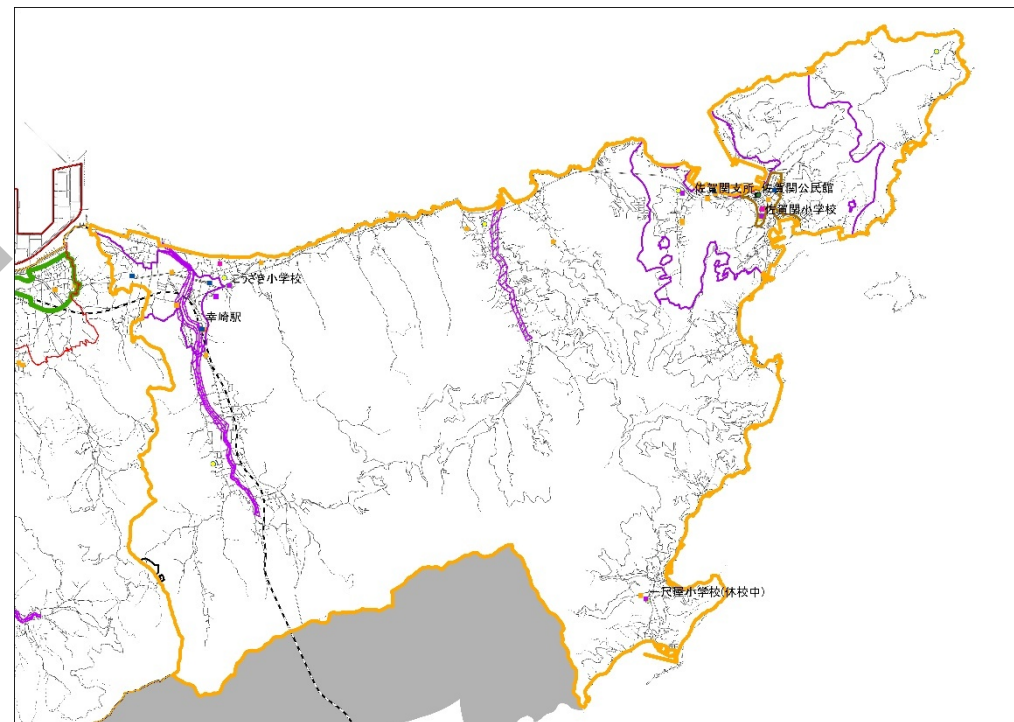 佐賀関支所
佐賀関公民館
佐賀関小学校
こうざき小学校
幸崎駅
一尺屋小学校(休校中)